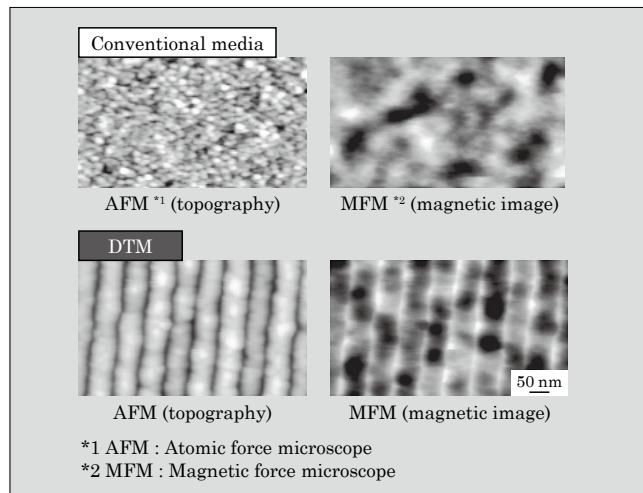 Conventional media
AFM *1 (topography)
MFM *2 (magnetic image)
DTM
50 nm
AFM (topography)
MFM (magnetic image)
*1 AFM : Atomic force microscope
*2 MFM : Magnetic force microscope